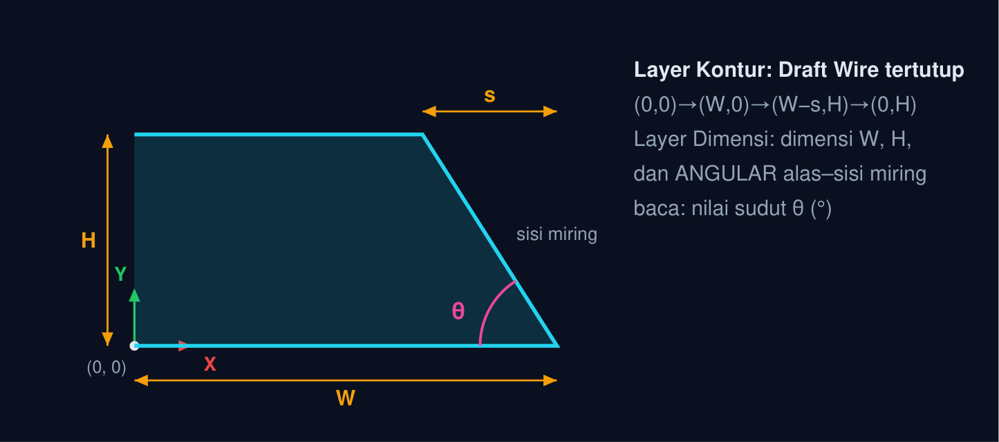 Layer Kontur: Draft Wire tertutup
(0,0)→(W,0)→(W−s,H)→(0,H)
Layer Dimensi: dimensi W, H,
dan ANGULAR alas–sisi miring
baca: nilai sudut θ (°)
s
H
Y
sisi miring
θ
(0, 0)
X
W